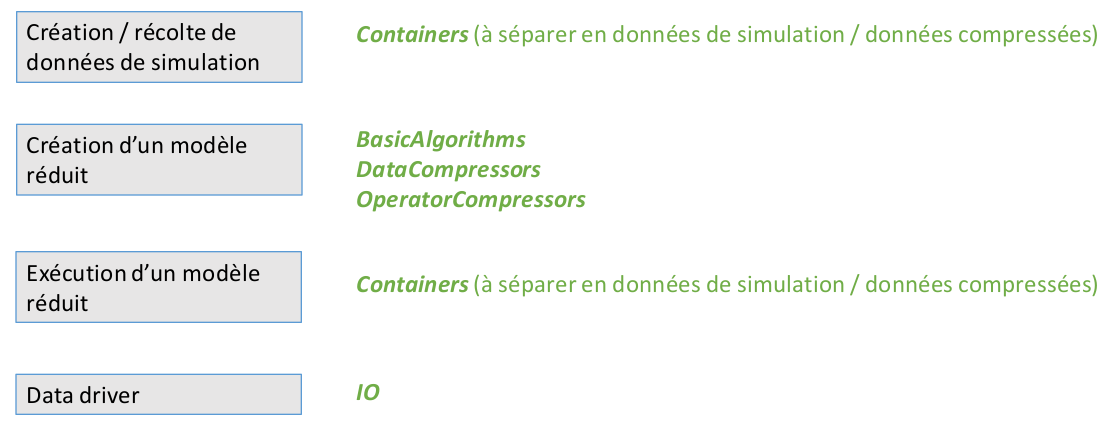 Création / récolte de
données de simulation
Containers (à séparer en données de simulation / données compressées)
Création d’un modèle
réduit
BasicAlgorithms
DataCompressors
OperatorCompressors
Exécution d’un modèle
réduit
Containers (à séparer en données de simulation / données compressées)
Data driver
IO